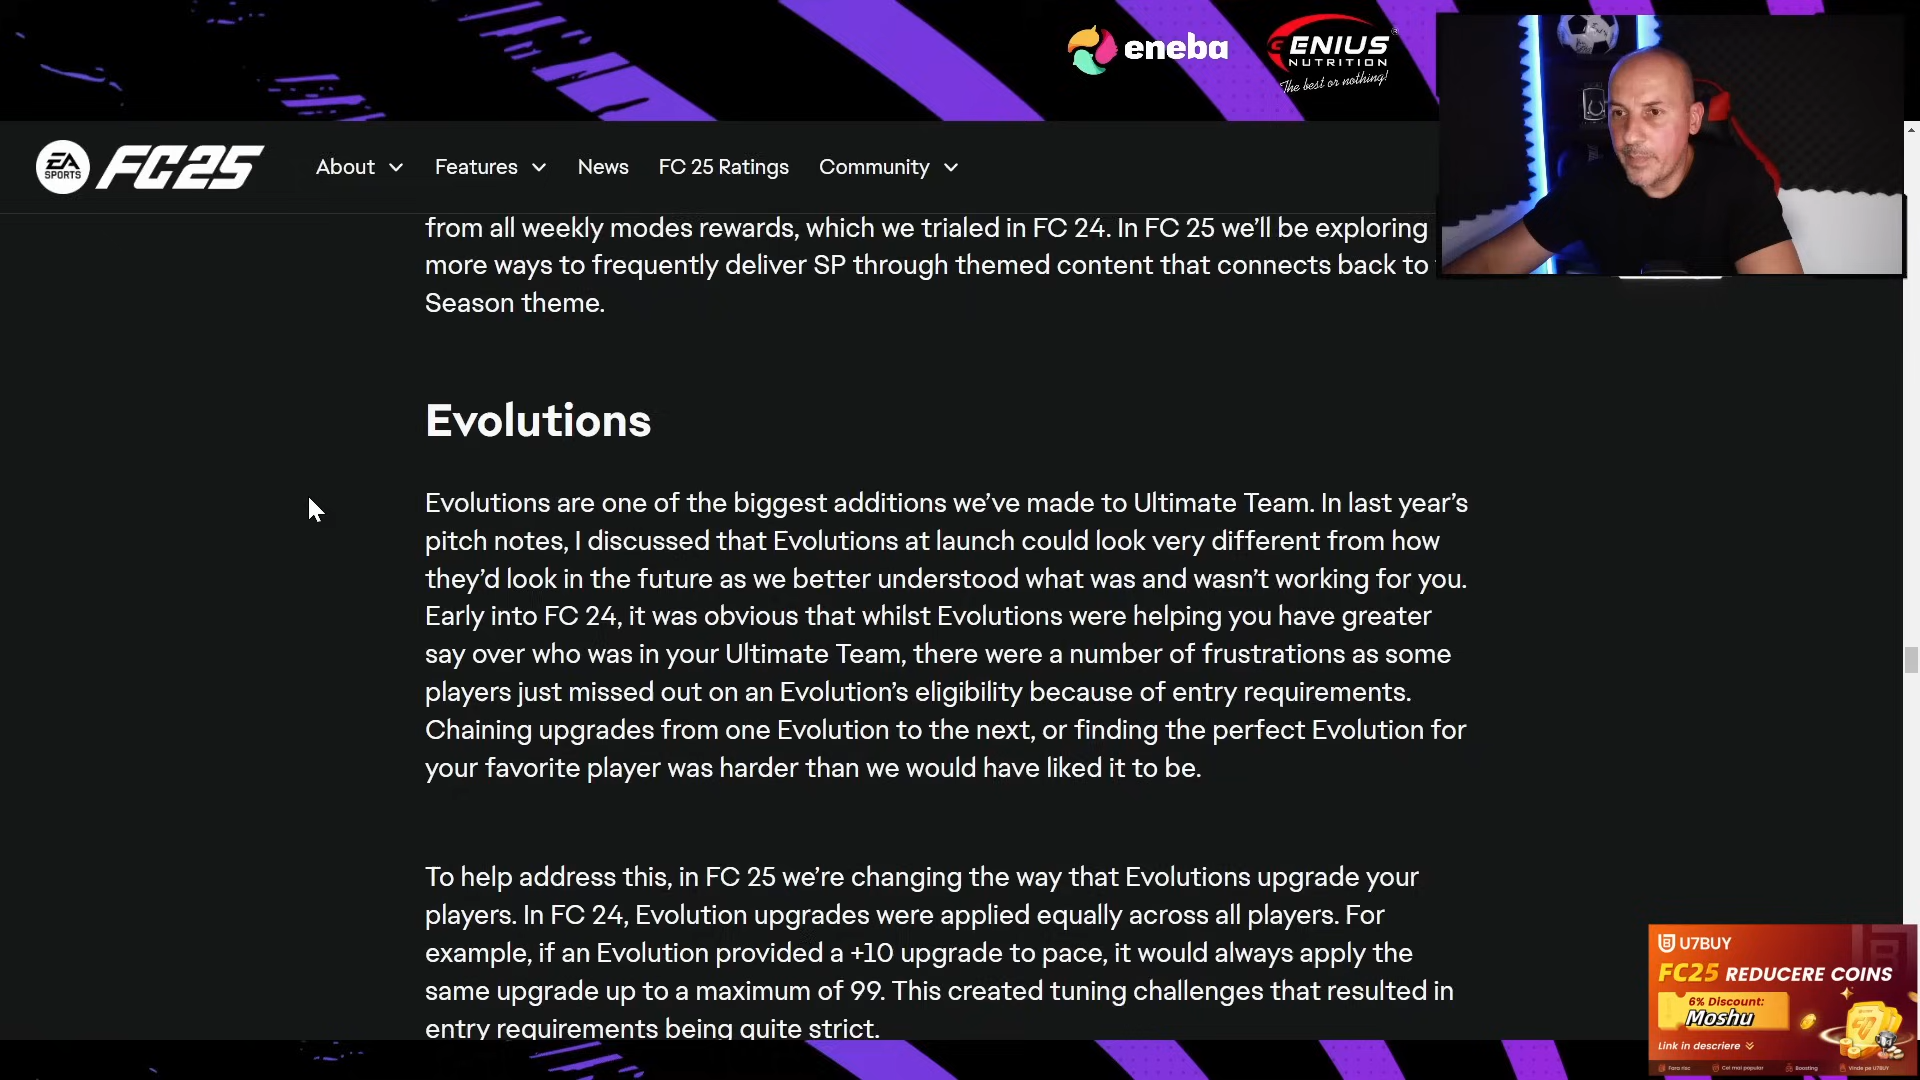 eneba
GENIUS
NUTRITION
The best or nothing!
EA
SPORTS
FC25
About
Features
News
FC 25 Ratings
Community
from all weekly modes rewards, which we trialed in FC 24. In FC 25 we’ll be exploring
more ways to frequently deliver SP through themed content that connects back to
Season theme.
Evolutions
Evolutions are one of the biggest additions we’ve made to Ultimate Team. In last year’s
pitch notes, I discussed that Evolutions at launch could look very different from how
they’d look in the future as we better understood what was and wasn’t working for you.
Early into FC 24, it was obvious that whilst Evolutions were helping you have greater
say over who was in your Ultimate Team, there were a number of frustrations as some
players just missed out on an Evolution’s eligibility because of entry requirements.
Chaining upgrades from one Evolution to the next, or finding the perfect Evolution for
your favorite player was harder than we would have liked it to be.
To help address this, in FC 25 we’re changing the way that Evolutions upgrade your
players. In FC 24, Evolution upgrades were applied equally across all players. For
example, if an Evolution provided a +10 upgrade to pace, it would always apply the
same upgrade up to a maximum of 99. This created tuning challenges that resulted in
entry requirements being quite strict.
U7BUY
FC25 REDUCERE COINS
6% Discount:
Moshu
Link in descriere
Fara risc
Cel mai popular
Boosting
Vinde pe U7BUY